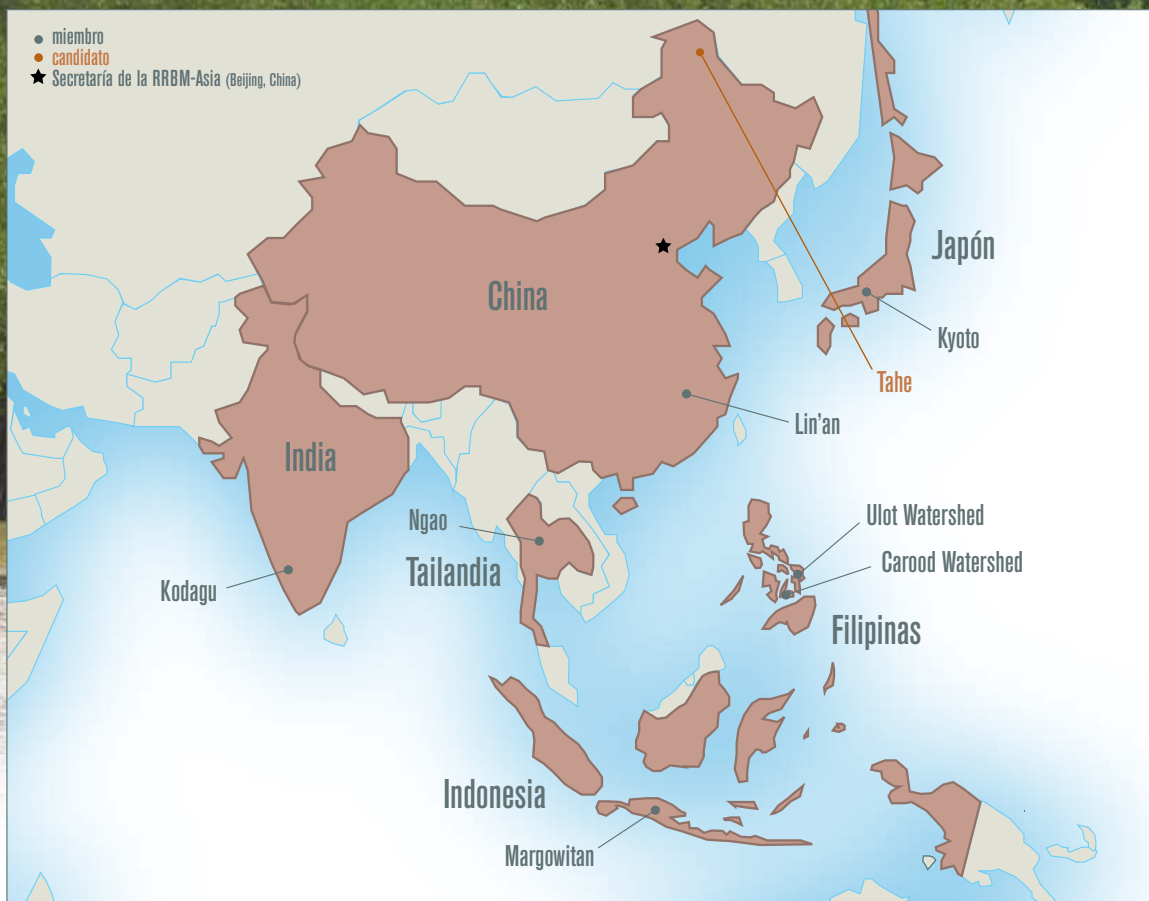 miembro
candidato
Secretaría de la RRBM-Asia (Beijing, China)
Japón
China
Kyoto
Tahe
Lin’an
India
Ngao
Ulot Watershed
Carood Watershed
Tailandia
Kodagu
Filipinas
Indonesia
Margowitan